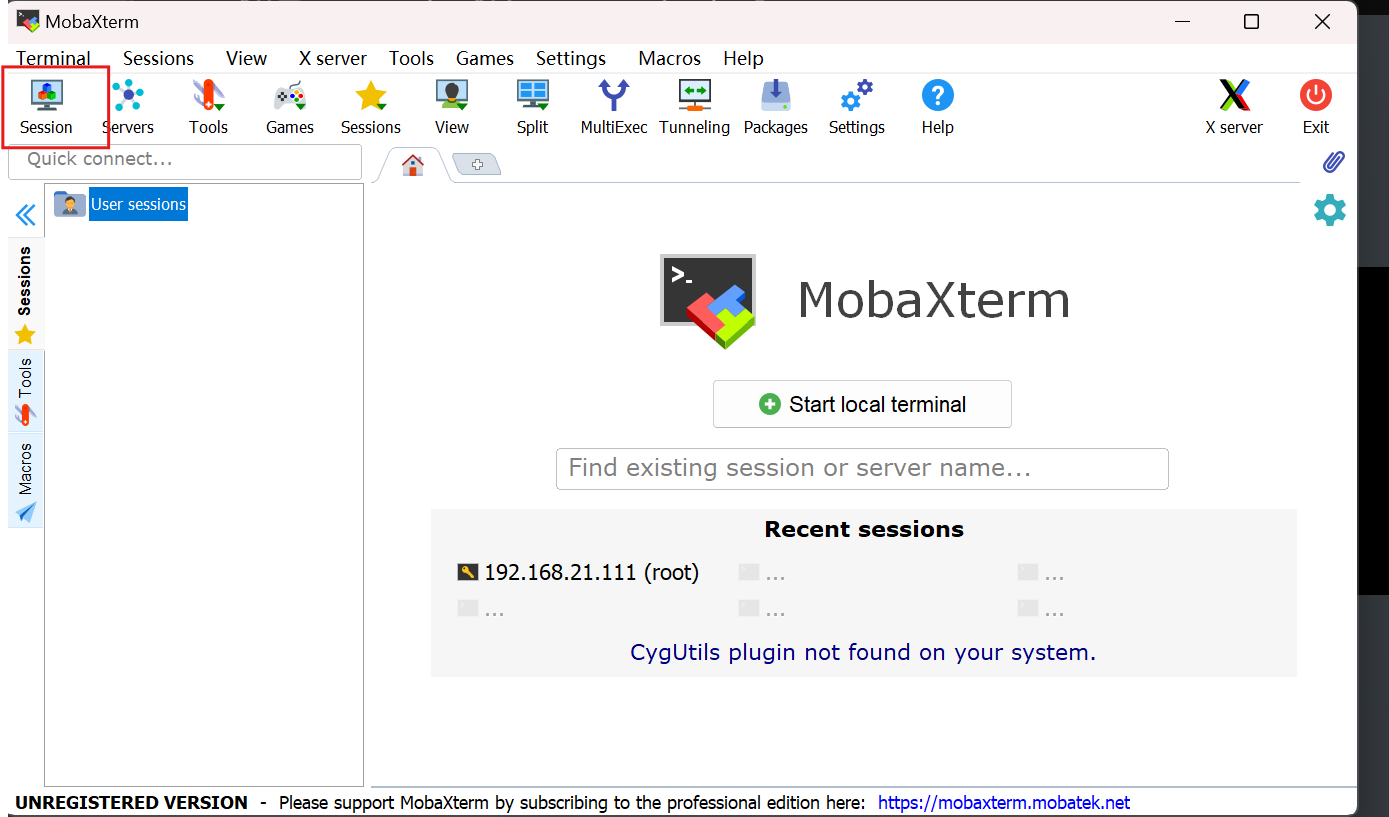 MobaXterm
Terminal Sessions View X server Tools Games Settings Macros Help
Session Servers Tools Games Sessions View Split MultiExec Tunneling Packages Settings Help X server Exit
Quick connect...
User sessions
Sessions
Tools
Macros
>_
MobaXterm
Start local terminal
Find existing session or server name...
Recent sessions
192.168.21.111 (root) ... ...
... ... ...
CygUtils plugin not found on your system.
UNREGISTERED VERSION - Please support MobaXterm by subscribing to the professional edition here: https://mobaxterm.mobatek.net